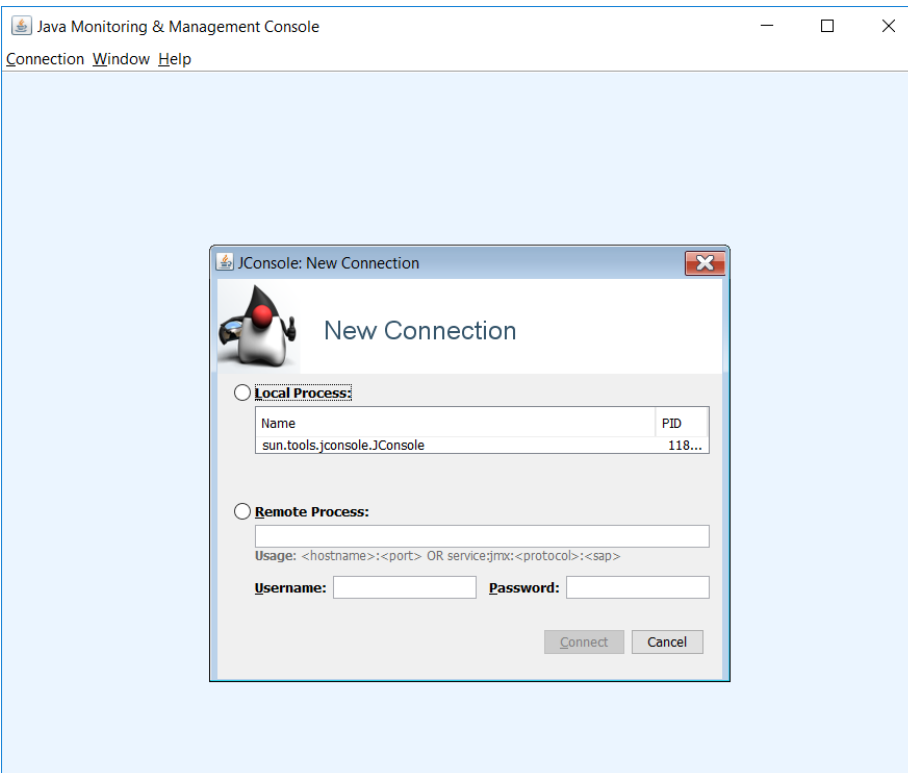 Java Monitoring & Management Console
Connection Window Help
JConsole: New Connection
New Connection
Local Process:
Name PID
sun.tools.jconsole.JConsole 118...
Remote Process:
Usage: <hostname>:<port> OR service:jmx:<protocol>:<sap>
Username: Password:
Connect Cancel